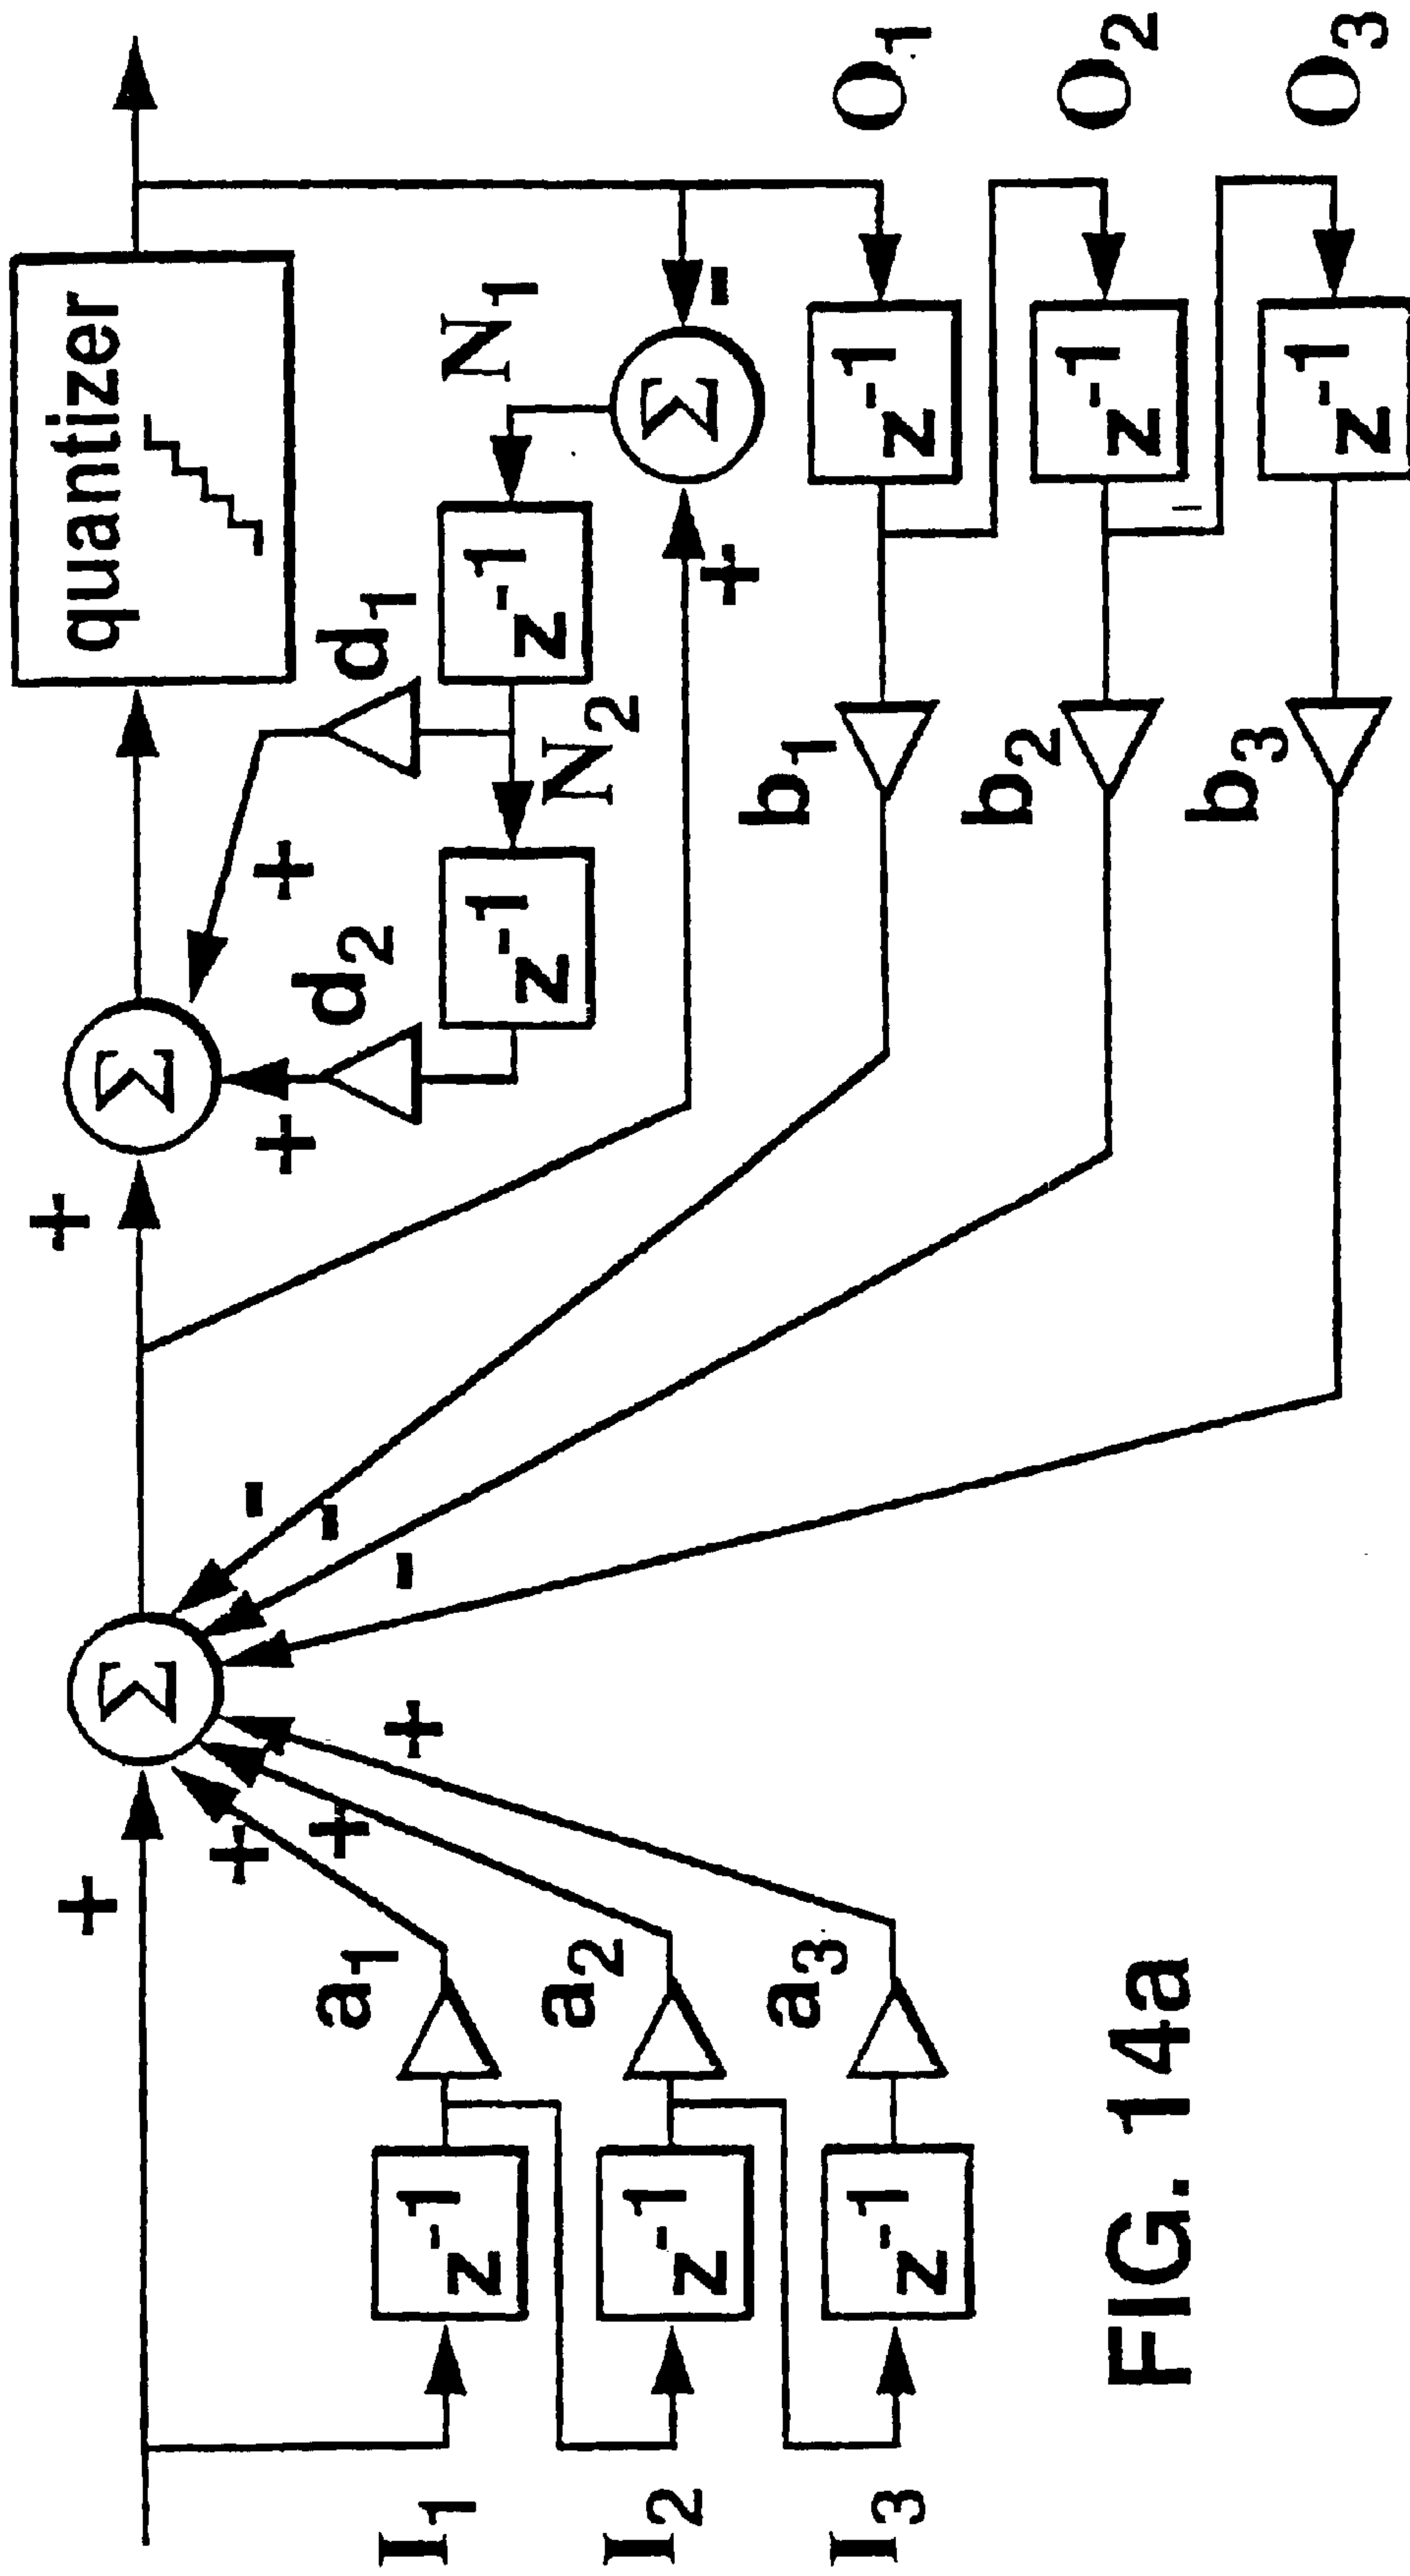 quantizer
+
Σ
+
Σ
+
+
+
d₂
d₁
z⁻¹
z⁻¹
N₂
N₁
Σ
+
-
-
-
-
+
+
+
I₁
z⁻¹
a₁
b₁
z⁻¹
O₁
I₂
z⁻¹
a₂
b₂
z⁻¹
O₂
I₃
z⁻¹
a₃
b₃
z⁻¹
O₃
FIG. 14a